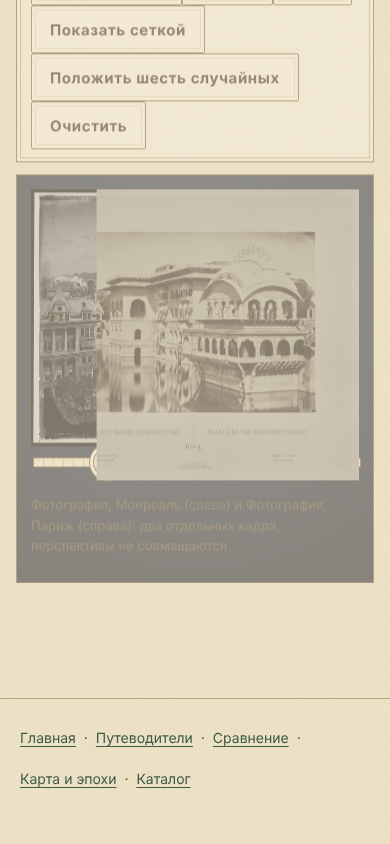 Показать сеткой
Положить шесть случайных
Очистить
Фотография, Монреаль (слева) и Фотография,
Париж (справа): два отдельных кадра,
перспективы не совмещаются.
Главная · Путеводители · Сравнение ·
Карта и эпохи · Каталог